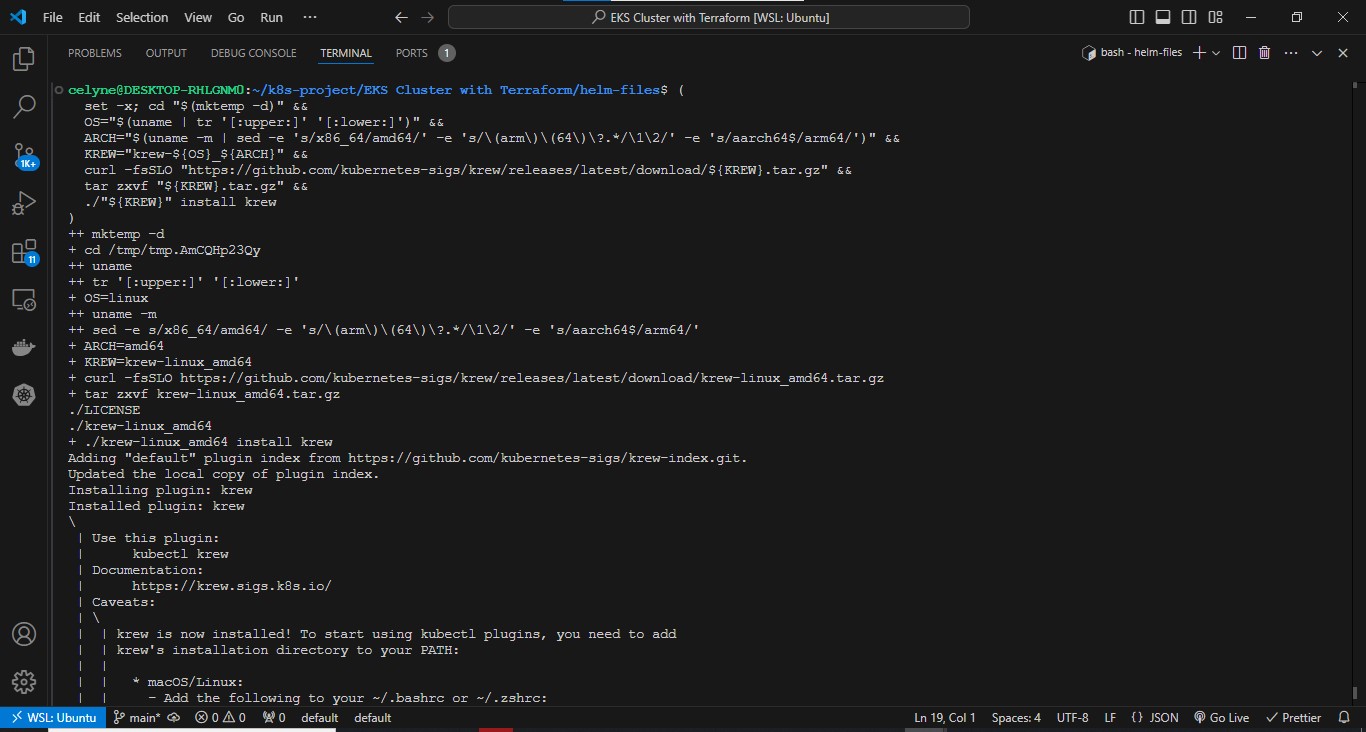 File Edit Selection View Go Run ··· EKS Cluster with Terraform [WSL: Ubuntu]
PROBLEMS OUTPUT DEBUG CONSOLE TERMINAL PORTS 1 bash - helm-files
celyne@DESKTOP-RHLGNM0:~/k8s-project/EKS Cluster with Terraform/helm-files$ (
set -x; cd "$(mktemp -d)" &&
OS="$(uname | tr '[:upper:]' '[:lower:]')" &&
ARCH="$(uname -m | sed -e 's/x86_64/amd64/' -e 's/\(arm\)\(64\)\?.*/\1\2/' -e 's/aarch64$/arm64/')" &&
KREW="krew-${OS}_${ARCH}" &&
curl -fsSLO "https://github.com/kubernetes-sigs/krew/releases/latest/download/${KREW}.tar.gz" &&
tar zxvf "${KREW}.tar.gz" &&
./"${KREW}" install krew
)
++ mktemp -d
+ cd /tmp/tmp.AmCQHp23Qy
++ uname
++ tr '[:upper:]' '[:lower:]'
+ OS=linux
++ uname -m
++ sed -e s/x86_64/amd64/ -e 's/\(arm\)\(64\)\?.*/\1\2/' -e 's/aarch64$/arm64/'
+ ARCH=amd64
+ KREW=krew-linux_amd64
+ curl -fsSLO https://github.com/kubernetes-sigs/krew/releases/latest/download/krew-linux_amd64.tar.gz
+ tar zxvf krew-linux_amd64.tar.gz
./LICENSE
./krew-linux_amd64
+ ./krew-linux_amd64 install krew
Adding "default" plugin index from https://github.com/kubernetes-sigs/krew-index.git.
Updated the local copy of plugin index.
Installing plugin: krew
Installed plugin: krew
\
| Use this plugin:
| kubectl krew
| Documentation:
| https://krew.sigs.k8s.io/
| Caveats:
| \
| | krew is now installed! To start using kubectl plugins, you need to add
| | krew's installation directory to your PATH:
| |
| | * macOS/Linux:
| | - Add the following to your ~/.bashrc or ~/.zshrc:
1K+
11
WSL: Ubuntu main* 0 0 0 default default Ln 19, Col 1 Spaces: 4 UTF-8 LF {} JSON Go Live Prettier